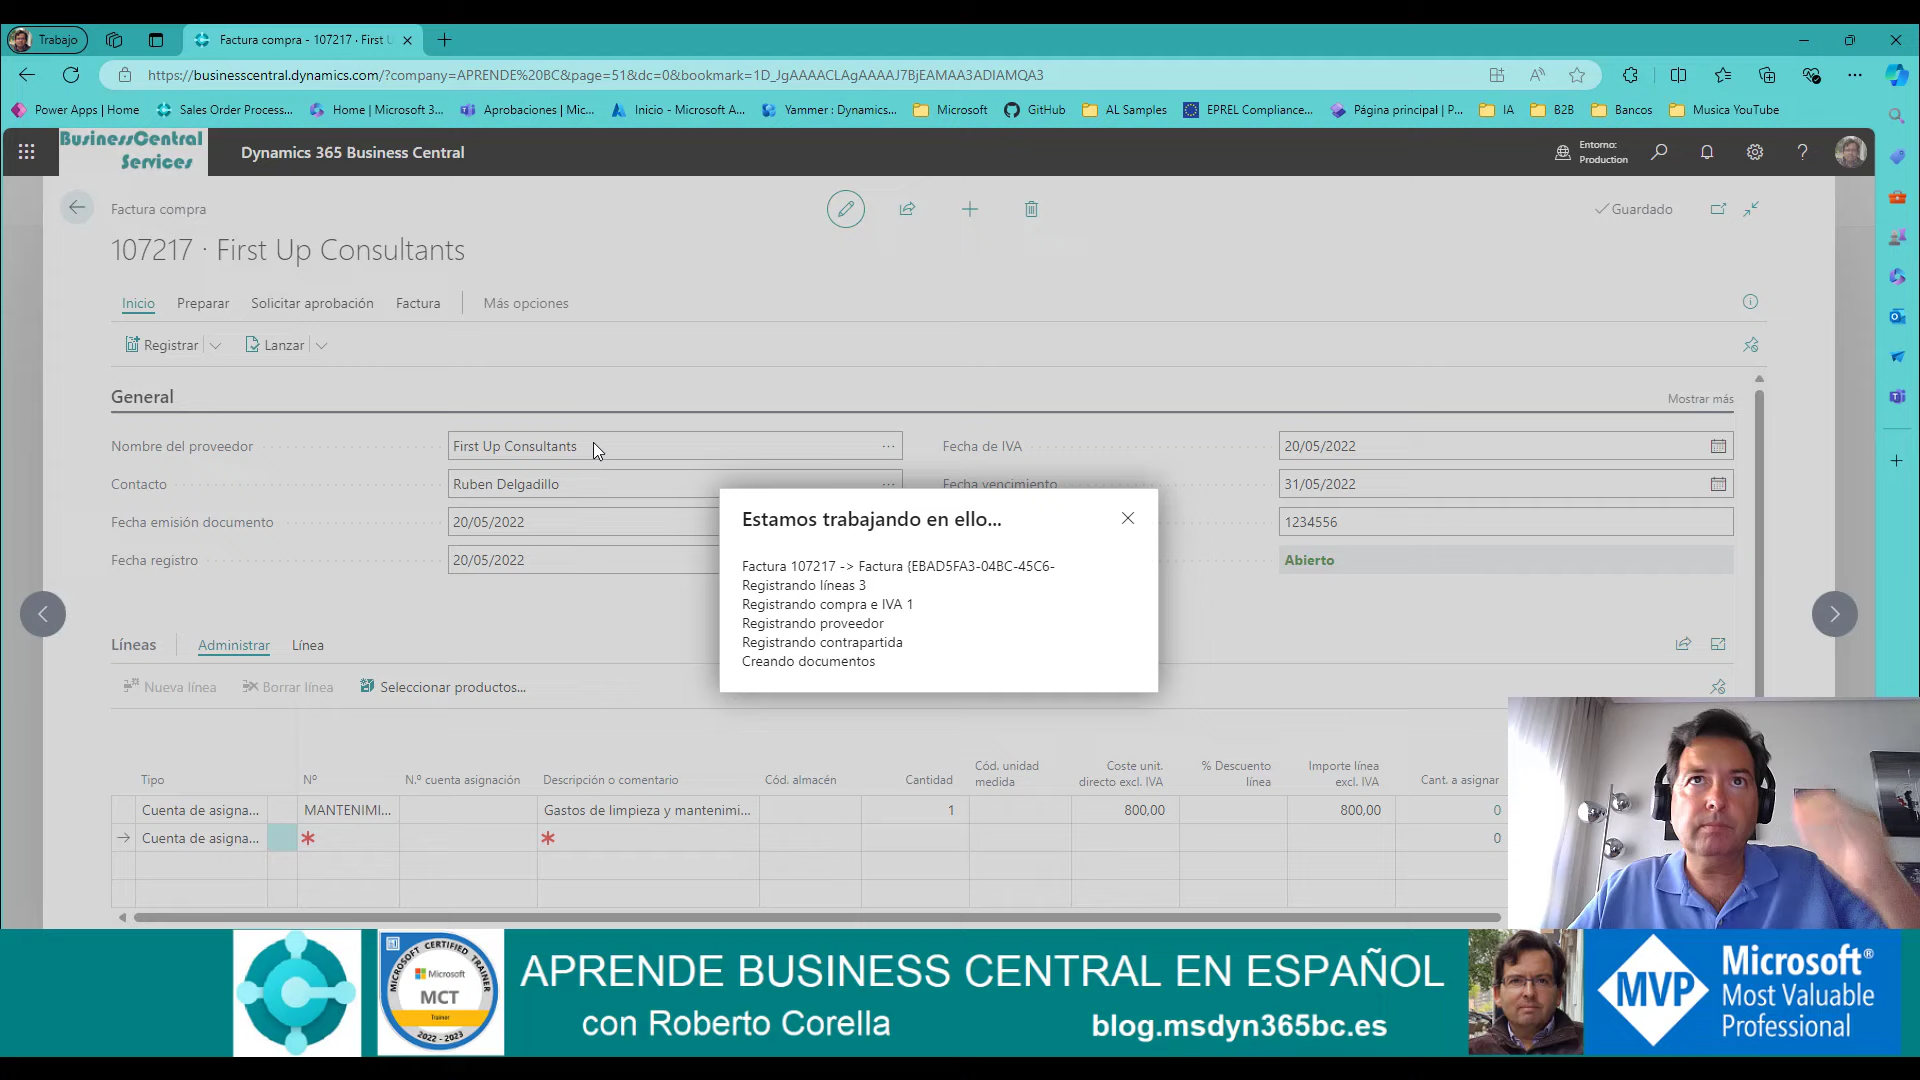 Trabajo
Factura compra - 107217 · First U
https://businesscentral.dynamics.com/?company=APRENDE%20BC&page=51&dc=0&bookmark=1D_JgAAAACLAgAAAAJ7BjEAMAA3ADIAMQA3
Power Apps | Home
Sales Order Process...
Home | Microsoft 3...
Aprobaciones | Mic...
Inicio - Microsoft A...
Yammer : Dynamics...
Microsoft
GitHub
AL Samples
EPREL Compliance...
Página principal | P...
IA
B2B
Bancos
Musica YouTube
BusinessCentral
Services
Dynamics 365 Business Central
Entorno:
Production
Factura compra
Guardado
107217 · First Up Consultants
Inicio
Preparar
Solicitar aprobación
Factura
Más opciones
Registrar
Lanzar
General
Mostrar más
Nombre del proveedor
First Up Consultants
Fecha de IVA
20/05/2022
Contacto
Ruben Delgadillo
Fecha vencimiento
31/05/2022
Fecha emisión documento
20/05/2022
1234556
Fecha registro
20/05/2022
Abierto
Estamos trabajando en ello...
Factura 107217 -> Factura {EBAD5FA3-04BC-45C6-
Registrando líneas 3
Registrando compra e IVA 1
Registrando proveedor
Registrando contrapartida
Creando documentos
Líneas
Administrar
Línea
Nueva línea
Borrar línea
Seleccionar productos...
Tipo
Nº
N.º cuenta asignación
Descripción o comentario
Cód. almacén
Cantidad
Cód. unidad
medida
Coste unit.
directo excl. IVA
% Descuento
línea
Importe línea
excl. IVA
Cant. a asignar
Cuenta de asigna...
MANTENIMI...
Gastos de limpieza y mantenimi...
1
800,00
800,00
0
Cuenta de asigna...
0
MICROSOFT CERTIFIED TRAINER
Microsoft
MCT
Trainer
2022 - 2023
APRENDE BUSINESS CENTRAL EN ESPAÑOL
con Roberto Corella
blog.msdyn365bc.es
MVP
Microsoft®
Most Valuable
Professional